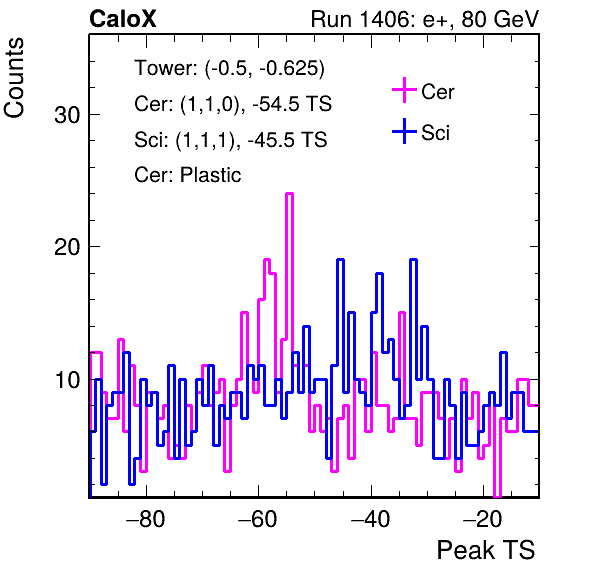 CaloX Run 1406: e+, 80 GeV
Counts
Tower: (-0.5, -0.625)
Cer: (1,1,0), -54.5 TS
Sci: (1,1,1), -45.5 TS
Cer: Plastic
Cer
Sci
30
20
10
−80 −60 −40 −20
Peak TS